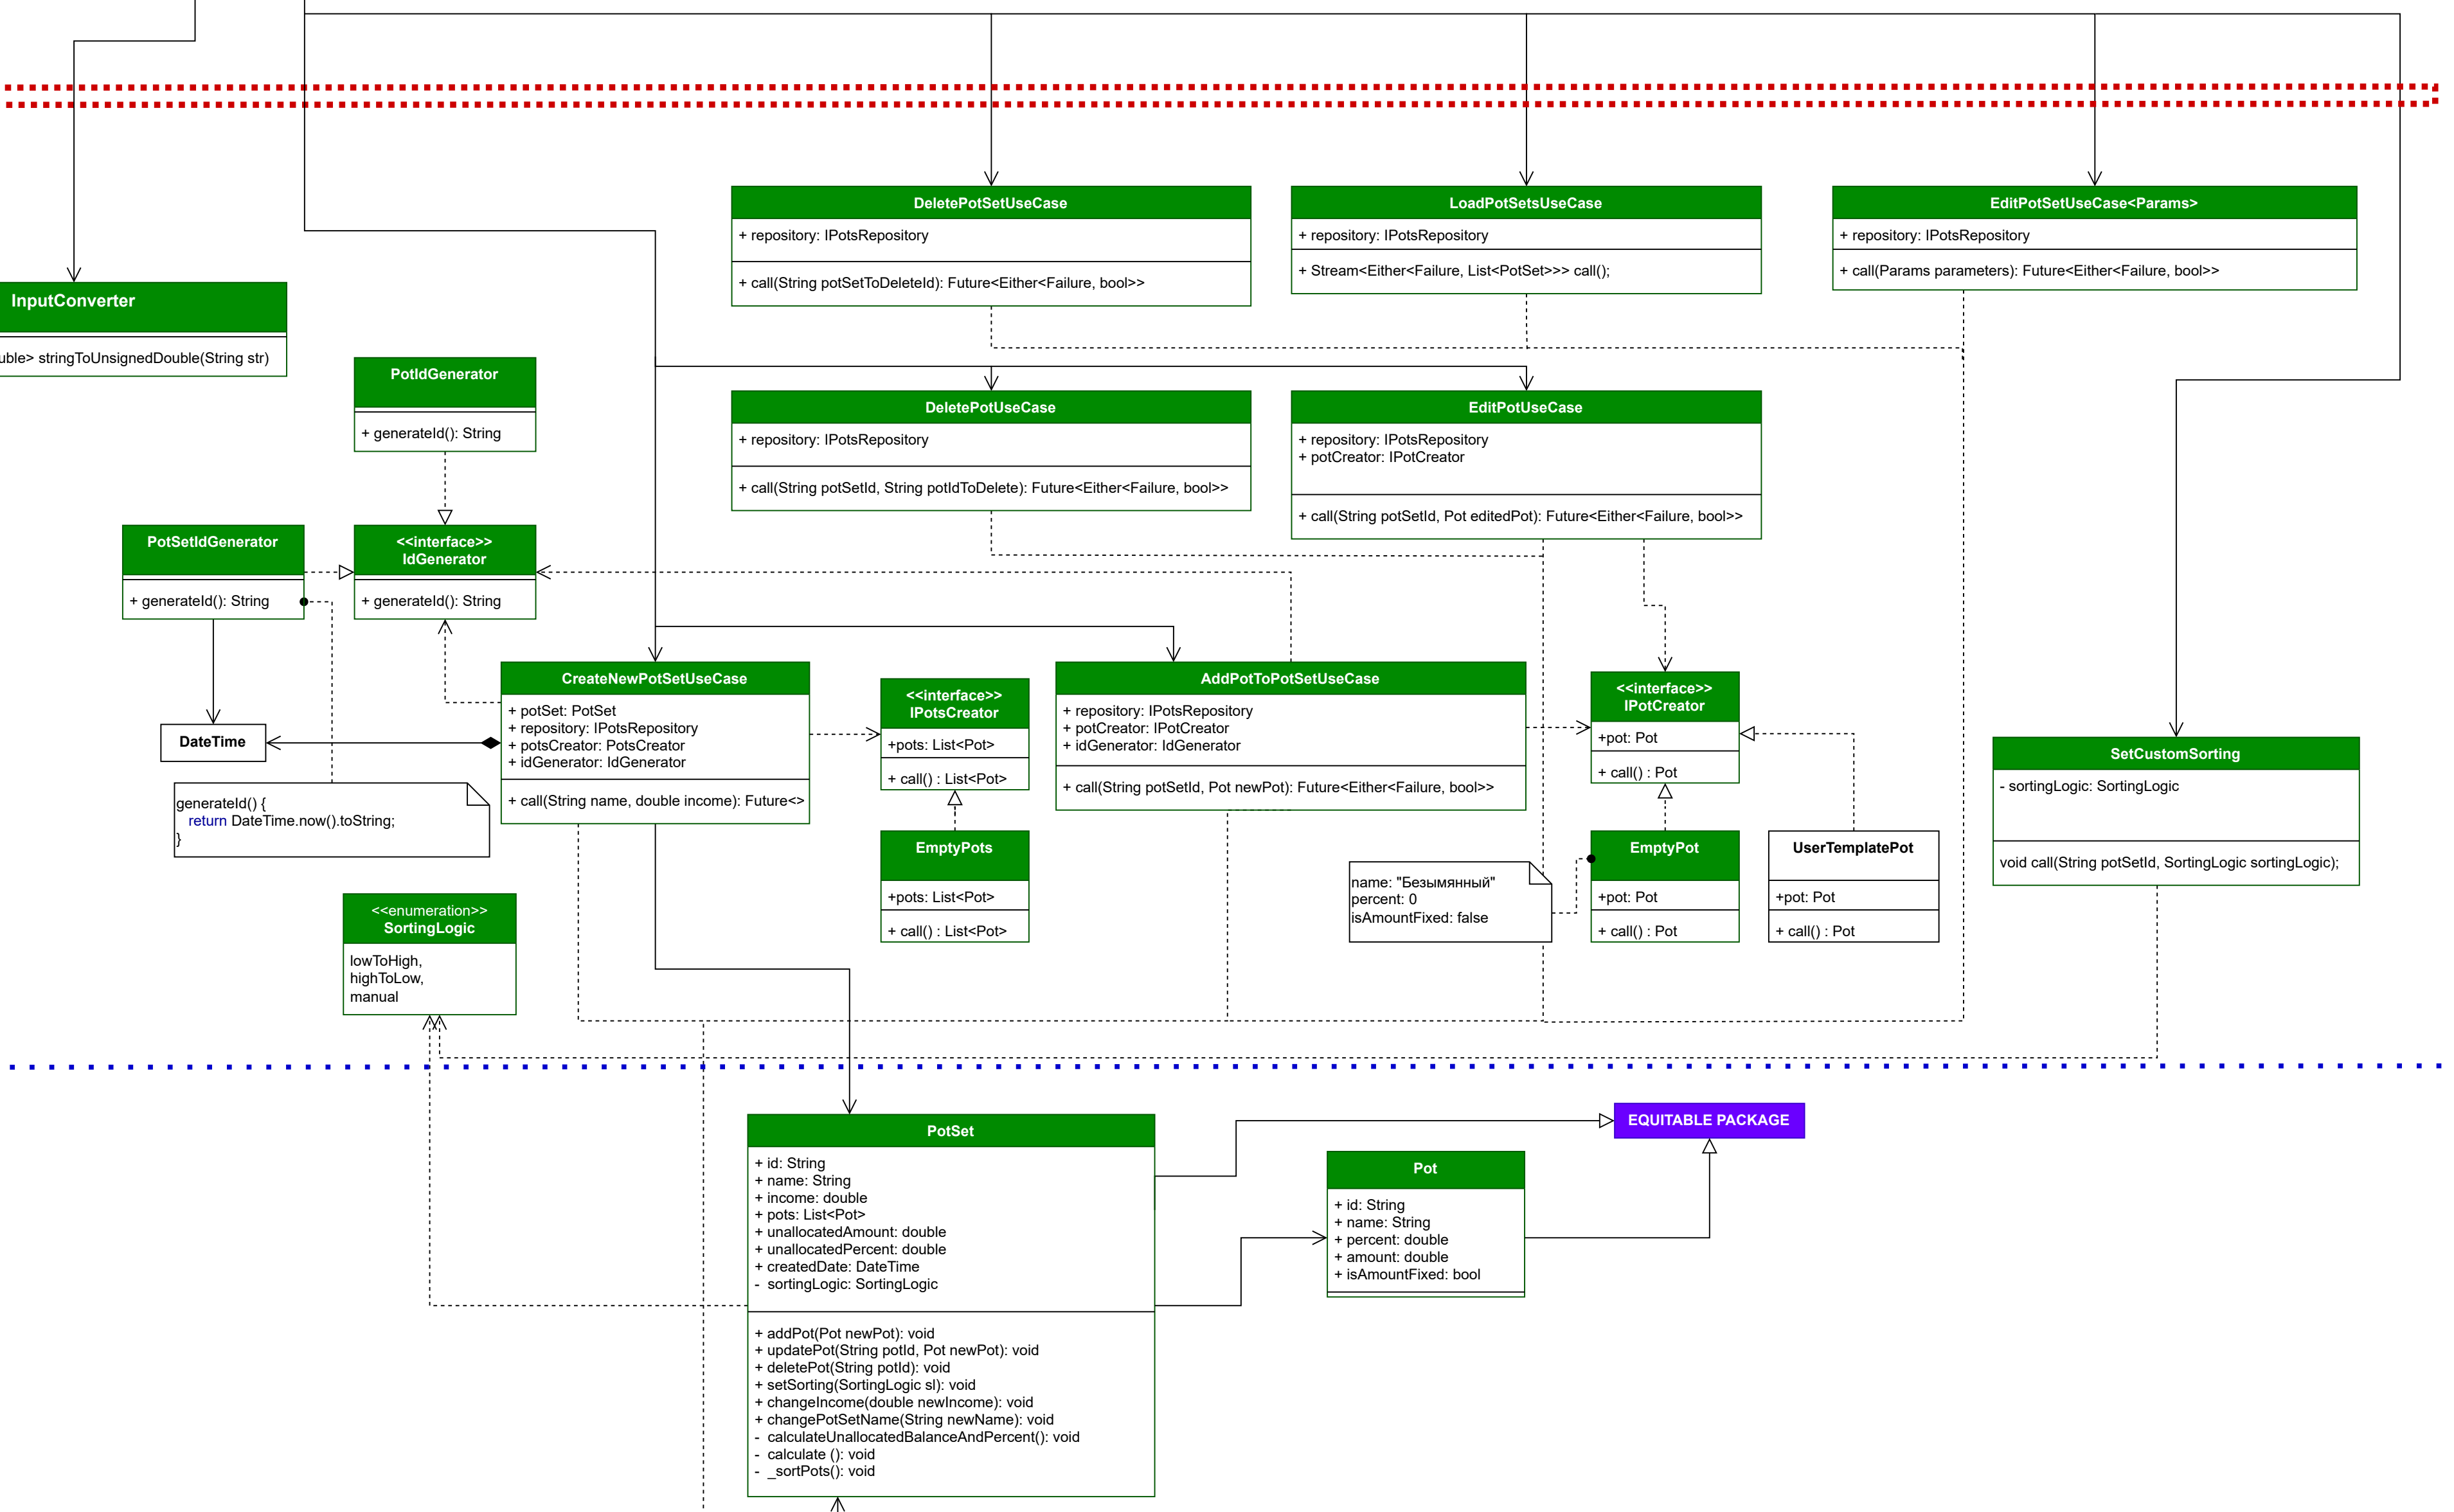 DeletePotSetUseCase
+ repository: IPotsRepository
+ call(String potSetToDeleteId): Future<Either<Failure, bool>>
LoadPotSetsUseCase
+ repository: IPotsRepository
+ Stream<Either<Failure, List<PotSet>>> call();
EditPotSetUseCase<Params>
+ repository: IPotsRepository
+ call(Params parameters): Future<Either<Failure, bool>>
InputConverter
uble> stringToUnsignedDouble(String str)
PotIdGenerator
+ generateId(): String
DeletePotUseCase
+ repository: IPotsRepository
+ call(String potSetId, String potIdToDelete): Future<Either<Failure, bool>>
EditPotUseCase
+ repository: IPotsRepository
+ potCreator: IPotCreator
+ call(String potSetId, Pot editedPot): Future<Either<Failure, bool>>
PotSetIdGenerator
+ generateId(): String
<<interface>>
IdGenerator
+ generateId(): String
DateTime
generateId() {
return DateTime.now().toString;
}
CreateNewPotSetUseCase
+ potSet: PotSet
+ repository: IPotsRepository
+ potsCreator: PotsCreator
+ idGenerator: IdGenerator
+ call(String name, double income): Future<>
<<interface>>
IPotsCreator
+pots: List<Pot>
+ call() : List<Pot>
AddPotToPotSetUseCase
+ repository: IPotsRepository
+ potCreator: IPotCreator
+ idGenerator: IdGenerator
+ call(String potSetId, Pot newPot): Future<Either<Failure, bool>>
<<interface>>
IPotCreator
+pot: Pot
+ call() : Pot
SetCustomSorting
- sortingLogic: SortingLogic
void call(String potSetId, SortingLogic sortingLogic);
EmptyPots
+pots: List<Pot>
+ call() : List<Pot>
name: "Безымянный"
percent: 0
isAmountFixed: false
EmptyPot
+pot: Pot
+ call() : Pot
UserTemplatePot
+pot: Pot
+ call() : Pot
<<enumeration>>
SortingLogic
lowToHigh,
highToLow,
manual
PotSet
+ id: String
+ name: String
+ income: double
+ pots: List<Pot>
+ unallocatedAmount: double
+ unallocatedPercent: double
+ createdDate: DateTime
- sortingLogic: SortingLogic
+ addPot(Pot newPot): void
+ updatePot(String potId, Pot newPot): void
+ deletePot(String potId): void
+ setSorting(SortingLogic sl): void
+ changeIncome(double newIncome): void
+ changePotSetName(String newName): void
- calculateUnallocatedBalanceAndPercent(): void
- calculate (): void
- _sortPots(): void
EQUITABLE PACKAGE
Pot
+ id: String
+ name: String
+ percent: double
+ amount: double
+ isAmountFixed: bool